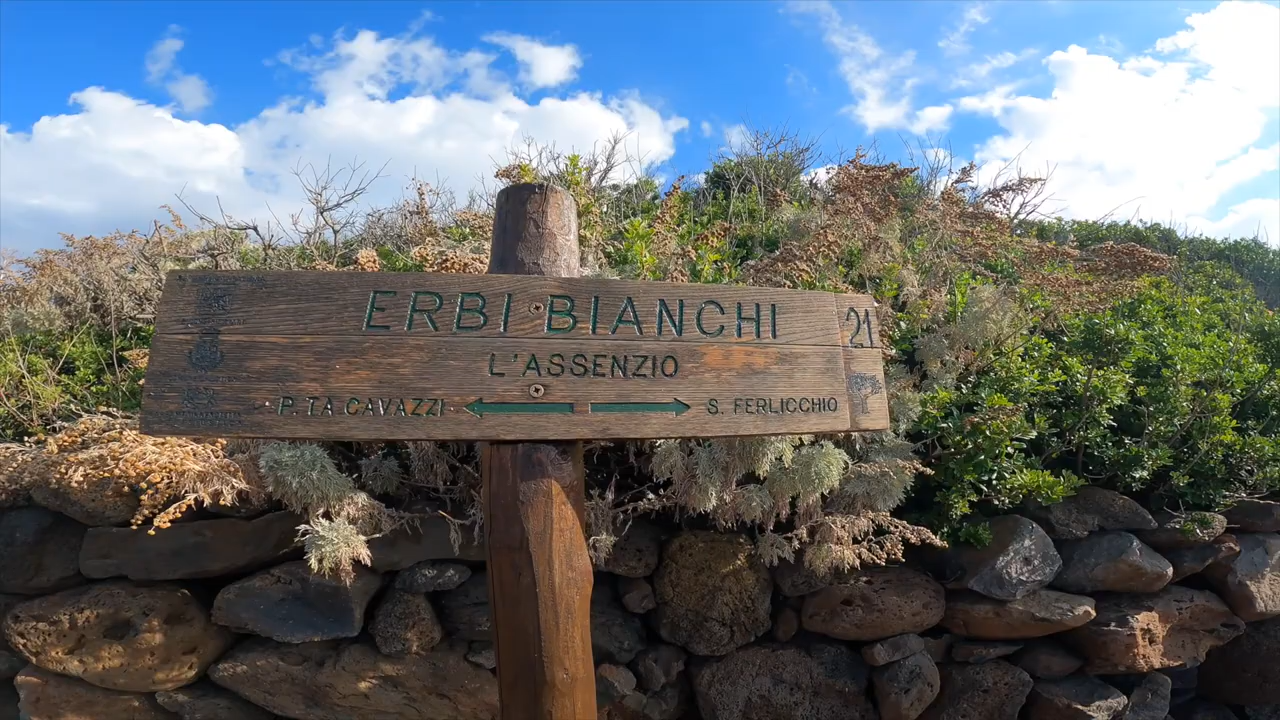 ERBI BIANCHI
21
L'ASSENZIO
P. TA CAVAZZI
S. FERLICCHIO